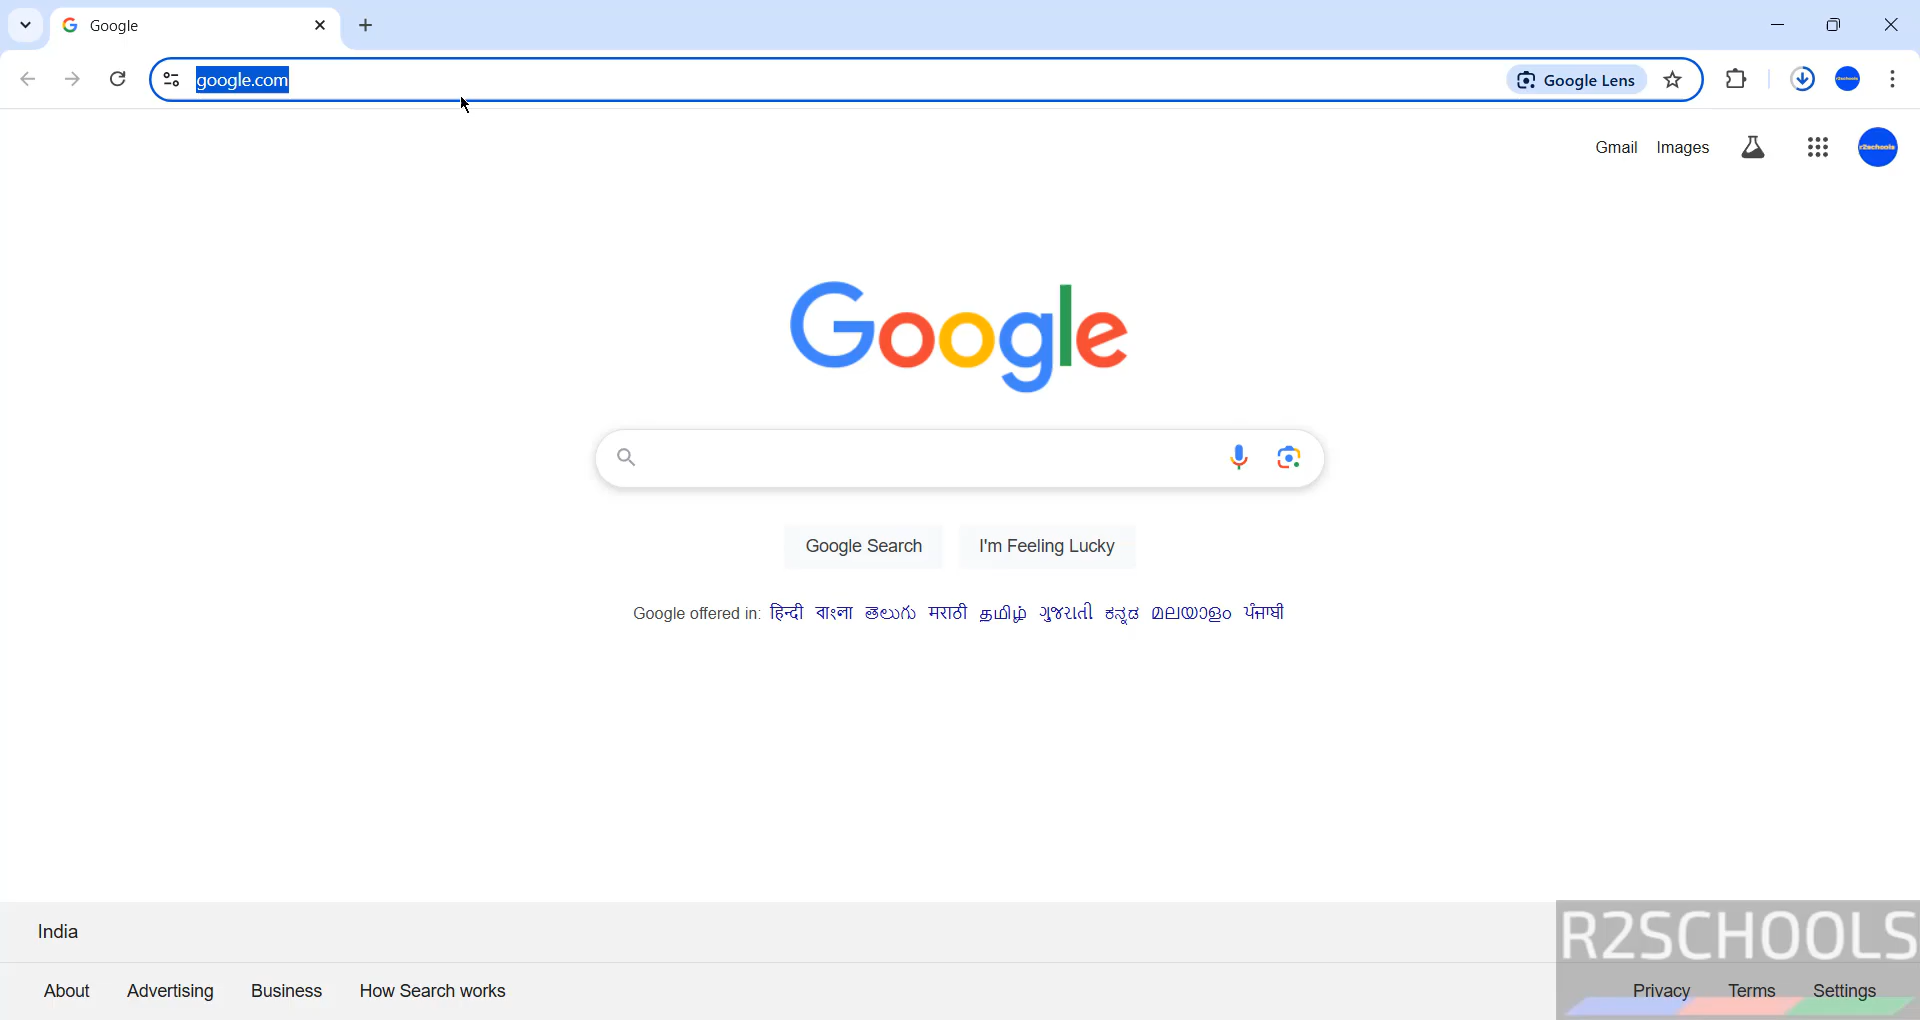 Google
google.com
Google Lens
Gmail Images
r2schools
Google
Google Search I'm Feeling Lucky
Google offered in: हिन्दी বাংলা తెలుగు मराठी தமிழ் ગુજરાતી ಕನ್ನಡ മലയാളം ਪੰਜਾਬੀ
India
R2SCHOOLS
About Advertising Business How Search works Privacy Terms Settings